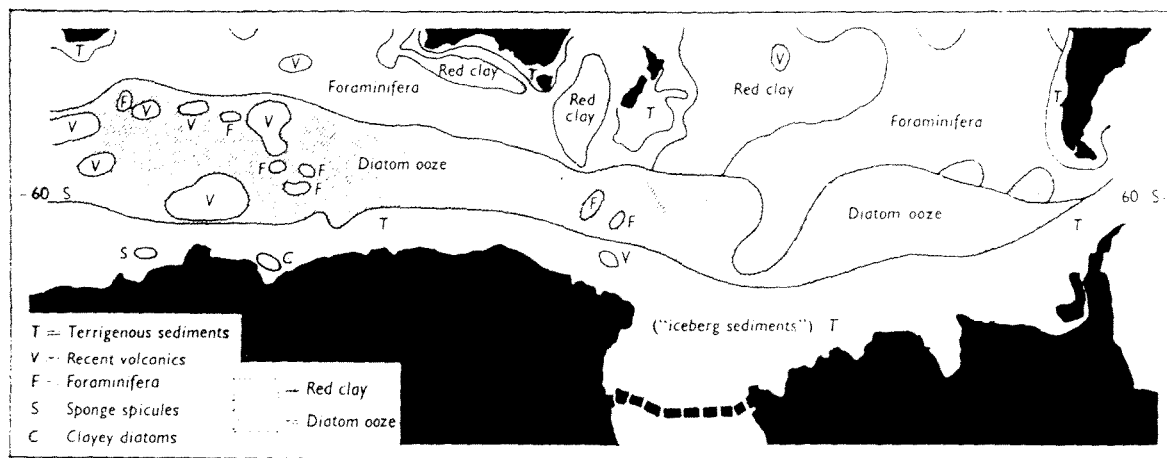 T
V
Red clay
T
V
Red clay
T
Foraminifera
Red clay
T
Foraminifera
F
V
V
F
V
V
Diatom ooze
F
F
V
F
V
F
F
Diatom ooze
- 60 S
60 S -
T
T
S
C
V
("iceberg sediments") T
T = Terrigenous sediments
V - Recent volcanics
F - Foraminifera
S Sponge spicules
C Clayey diatoms
- Red clay
- Diatom ooze